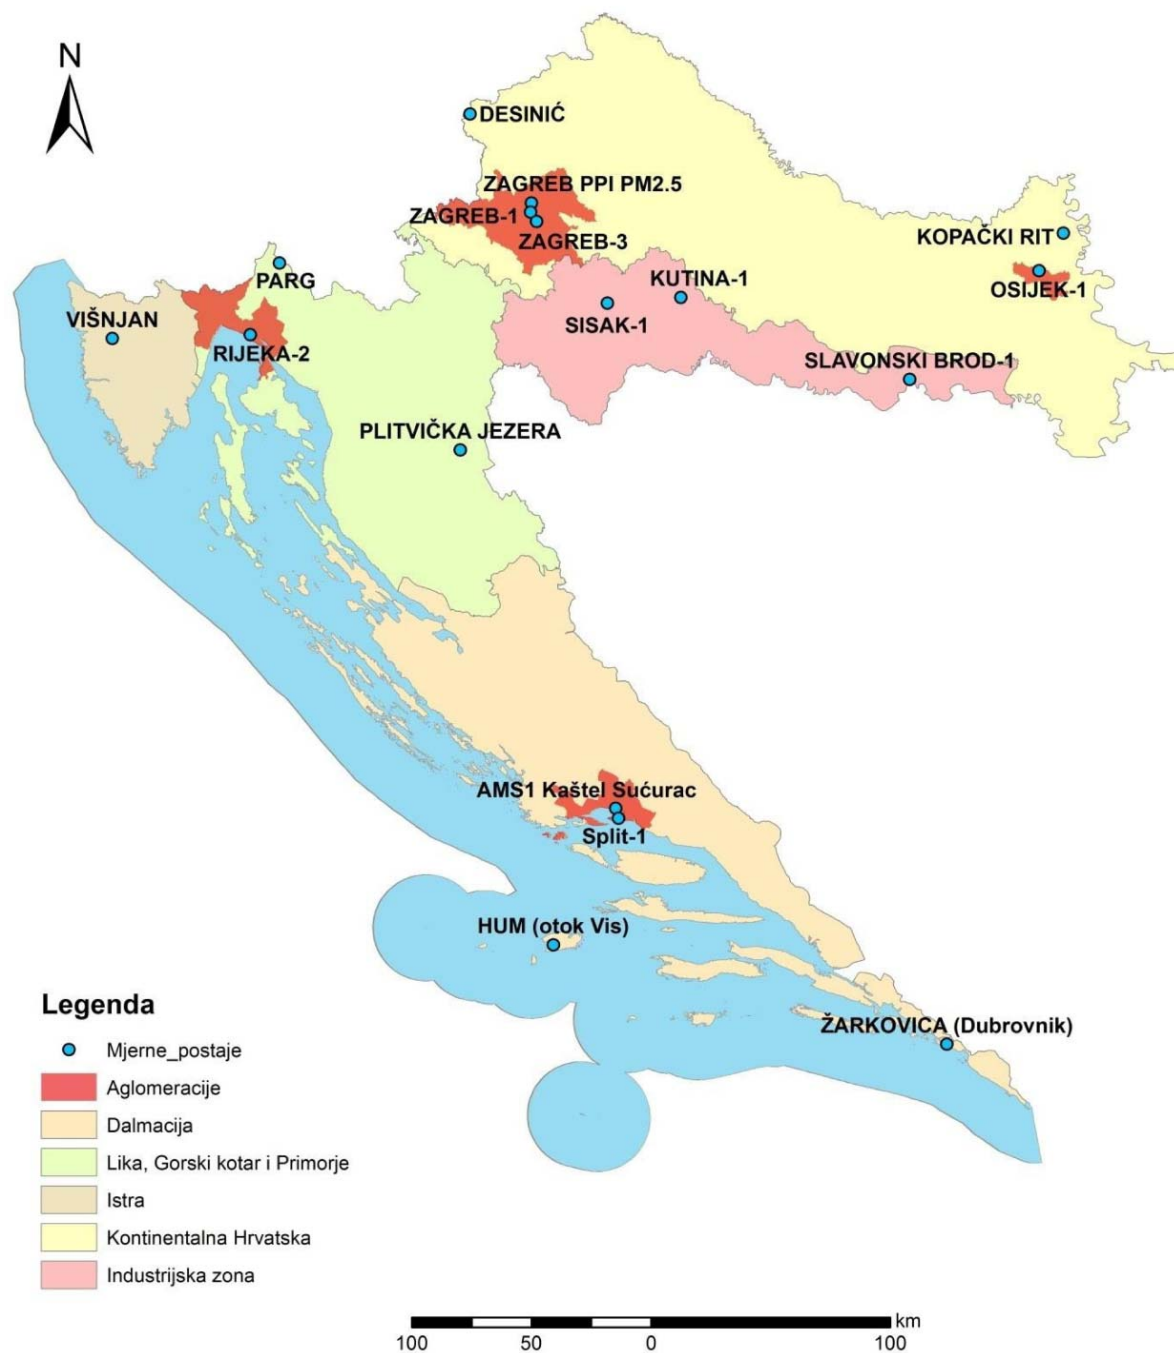 N
DESINIĆ
ZAGREB PPI PM2.5
ZAGREB-1
ZAGREB-3
KOPAČKI RIT
PARG
KUTINA-1
OSIJEK-1
VIŠNJAN
SISAK-1
RIJEKA-2
SLAVONSKI BROD-1
PLITVIČKA JEZERA
AMS1 Kaštel Sućurac
Split-1
HUM (otok Vis)
ŽARKOVICA (Dubrovnik)
Legenda
Mjerne_postaje
Aglomeracije
Dalmacija
Lika, Gorski kotar i Primorje
Istra
Kontinentalna Hrvatska
Industrijska zona
km
100 50 0 100